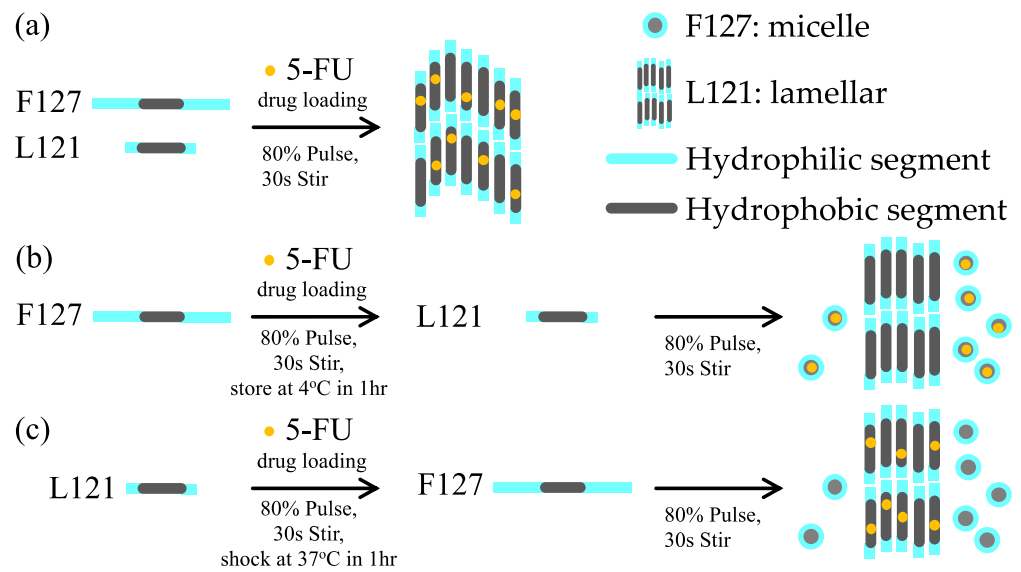 (a)
F127
L121
5-FU
drug loading
80% Pulse,
30s Stir
F127: micelle
L121: lamellar
Hydrophilic segment
Hydrophobic segment
(b)
F127
5-FU
drug loading
80% Pulse,
30s Stir,
store at 4°C in 1hr
L121
80% Pulse,
30s Stir
(c)
L121
5-FU
drug loading
80% Pulse,
30s Stir,
shock at 37°C in 1hr
F127
80% Pulse,
30s Stir